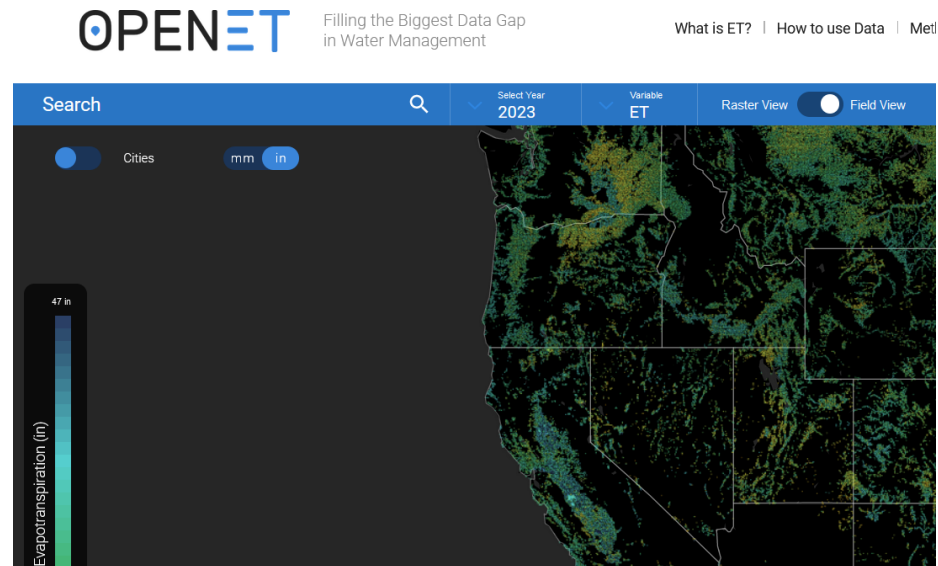 OPENET
Filling the Biggest Data Gap
in Water Management
What is ET? | How to use Data | Met
Search
Select Year
2023
Variable
ET
Raster View
Field View
Cities
mm in
47 in
Evapotranspiration (in)